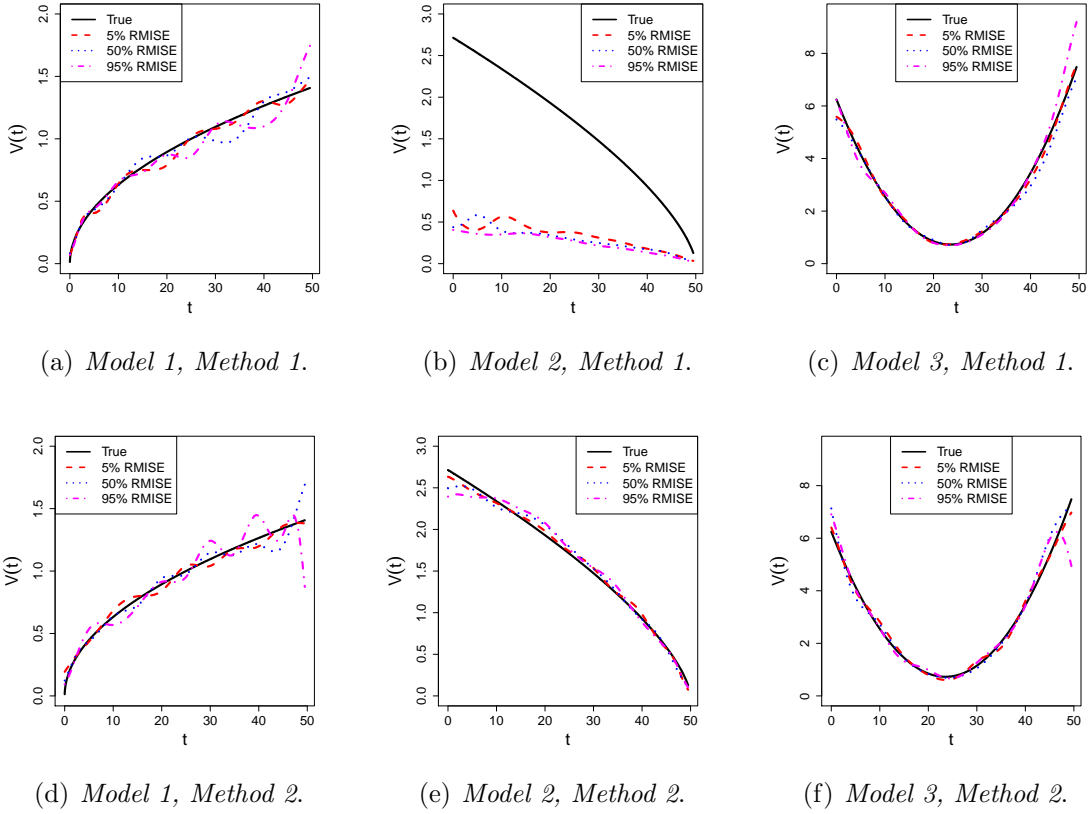 True
5% RMISE
50% RMISE
95% RMISE
V(t)
0.0 0.5 1.0 1.5 2.0
0 10 20 30 40 50
t
(a) Model 1, Method 1.
True
5% RMISE
50% RMISE
95% RMISE
V(t)
0.0 0.5 1.0 1.5 2.0 2.5 3.0
0 10 20 30 40 50
t
(b) Model 2, Method 1.
True
5% RMISE
50% RMISE
95% RMISE
V(t)
0 2 4 6 8
0 10 20 30 40 50
t
(c) Model 3, Method 1.
True
5% RMISE
50% RMISE
95% RMISE
V(t)
0.0 0.5 1.0 1.5 2.0
0 10 20 30 40 50
t
(d) Model 1, Method 2.
True
5% RMISE
50% RMISE
95% RMISE
V(t)
0.0 0.5 1.0 1.5 2.0 2.5 3.0
0 10 20 30 40 50
t
(e) Model 2, Method 2.
True
5% RMISE
50% RMISE
95% RMISE
V(t)
0 2 4 6 8
0 10 20 30 40 50
t
(f) Model 3, Method 2.